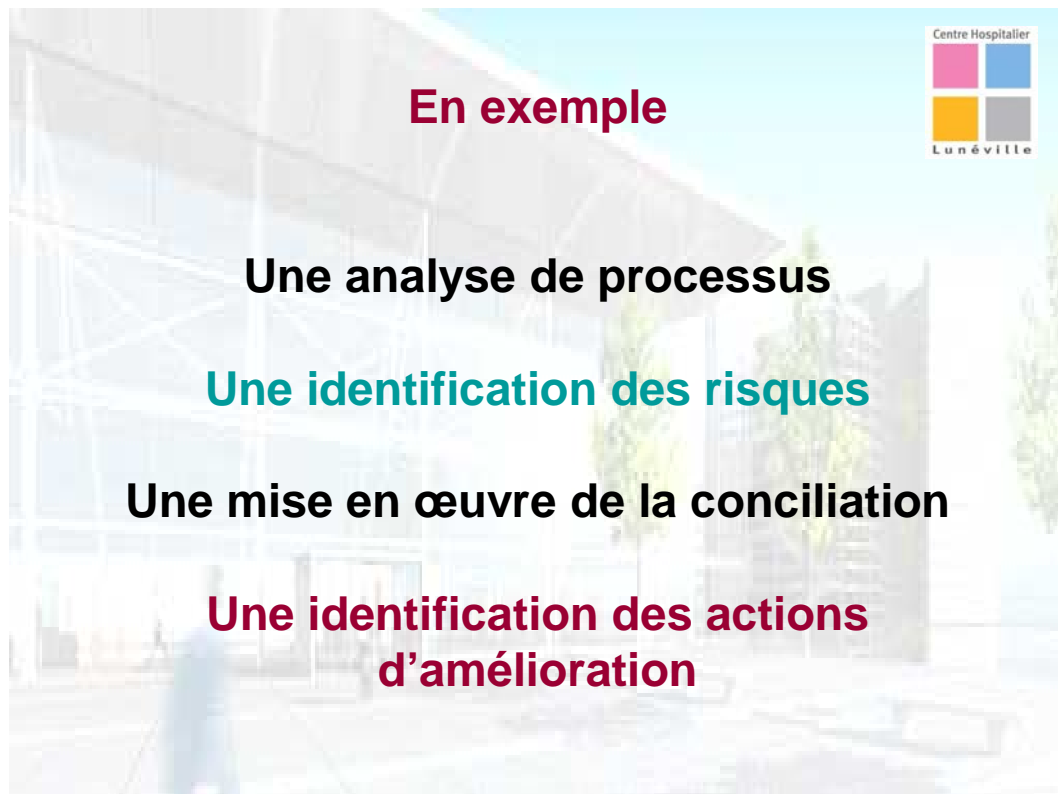 Centre Hospitalier
Lunéville
En exemple
Une analyse de processus
Une identification des risques
Une mise en œuvre de la conciliation
Une identification des actions
d’amélioration